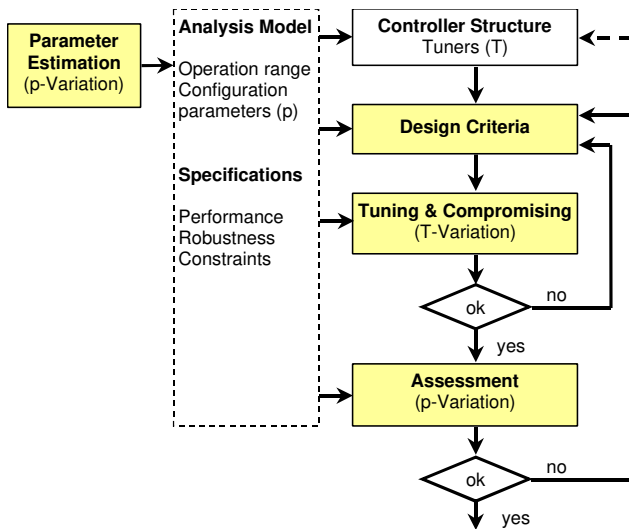 Parameter
Estimation
(p-Variation)
Analysis Model
Operation range
Configuration
parameters (p)
Specifications
Performance
Robustness
Constraints
Controller Structure
Tuners (T)
Design Criteria
Tuning & Compromising
(T-Variation)
ok
no
yes
Assessment
(p-Variation)
ok
no
yes